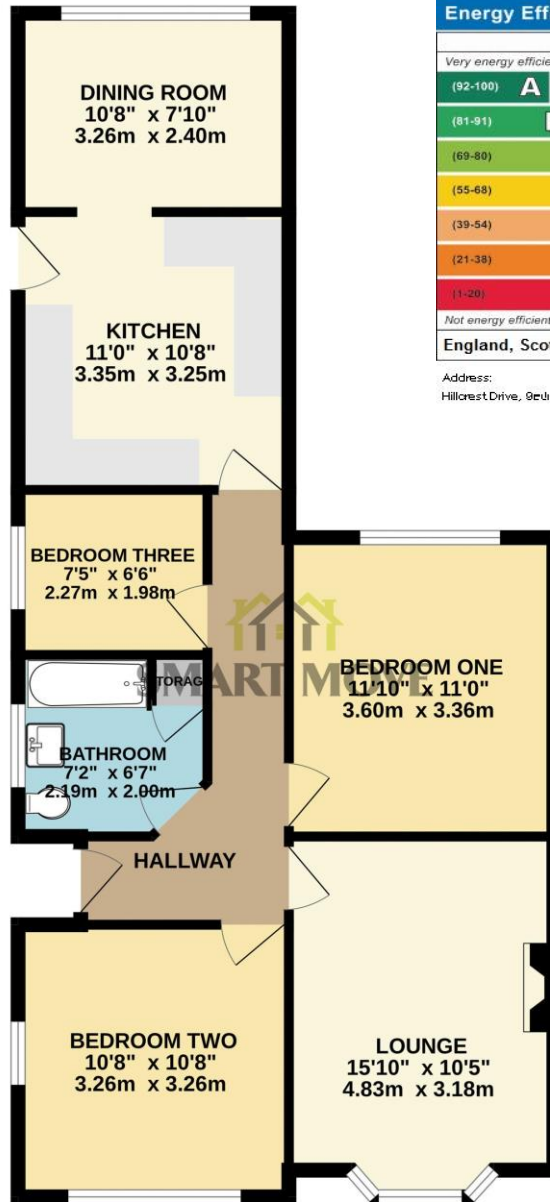 DINING ROOM
10'8" x 7'10"
3.26m x 2.40m
KITCHEN
11'0" x 10'8"
3.35m x 3.25m
BEDROOM THREE
7'5" x 6'6"
2.27m x 1.98m
BEDROOM ONE
11'10" x 11'0"
3.60m x 3.36m
SMART MOVE
TORAG
BATHROOM
7'2" x 6'7"
2.19m x 2.00m
HALLWAY
BEDROOM TWO
10'8" x 10'8"
3.26m x 3.26m
LOUNGE
15'10" x 10'5"
4.83m x 3.18m
Energy Eff
Very energy efficie
(92-100) A
(81-91)
(69-80)
(55-68)
(39-54)
(21-38)
(1-20)
Not energy efficient
England, Scot
Address:
Hillcrest Drive,